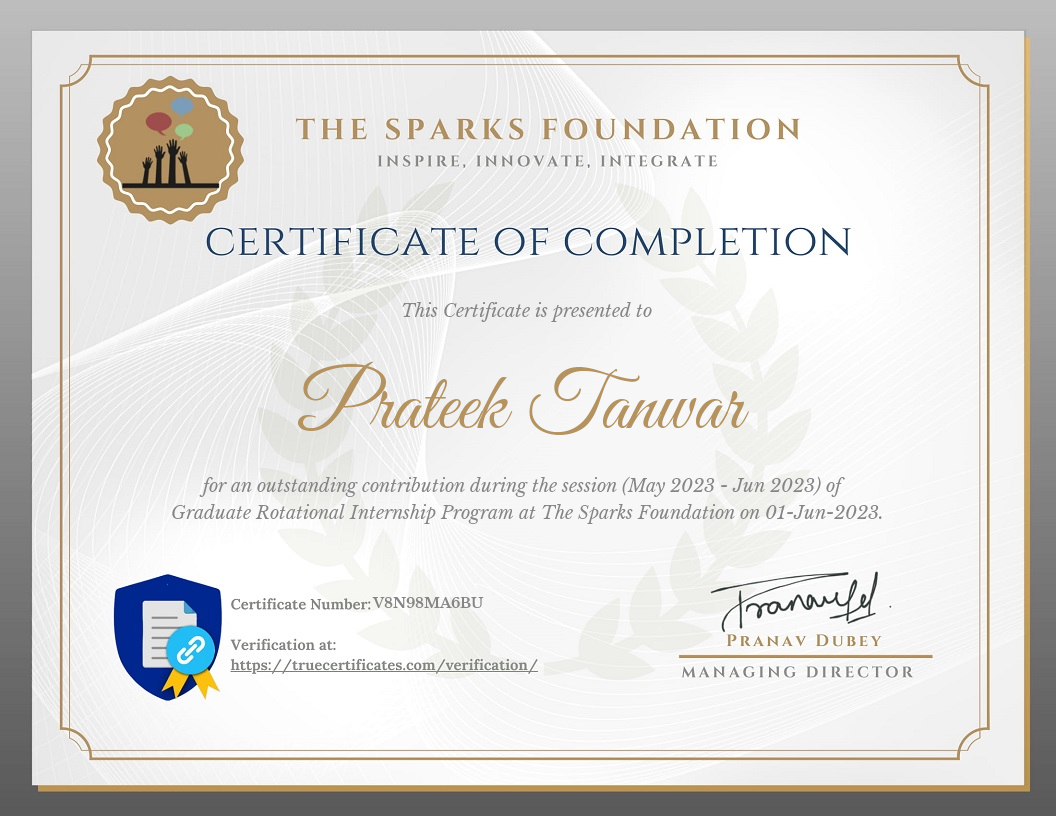 THE SPARKS FOUNDATION
INSPIRE, INNOVATE, INTEGRATE
CERTIFICATE OF COMPLETION
This Certificate is presented to
Prateek Tanwar
for an outstanding contribution during the session (May 2023 - Jun 2023) of
Graduate Rotational Internship Program at The Sparks Foundation on 01-Jun-2023.
Certificate Number: V8N98MA6BU
Verification at:
https://truecertificates.com/verification/
Pranav Dubey
MANAGING DIRECTOR